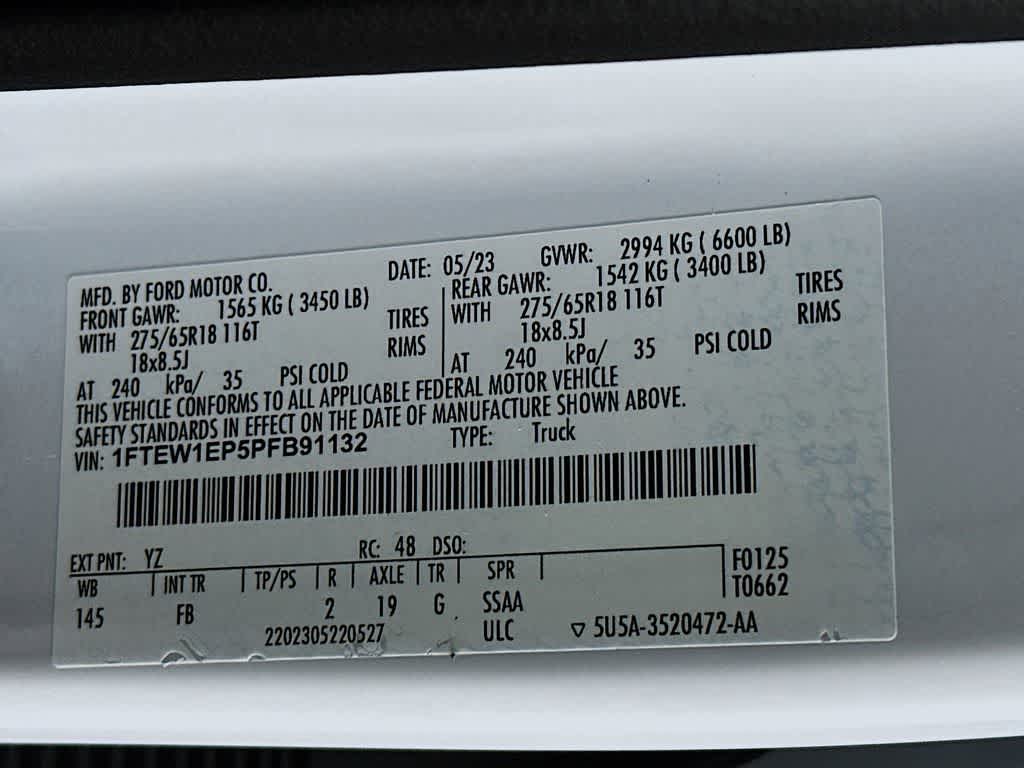 MFD. BY FORD MOTOR CO. DATE: 05/23 GVWR: 2994 KG ( 6600 LB)
FRONT GAWR: 1565 KG ( 3450 LB) REAR GAWR: 1542 KG ( 3400 LB)
WITH 275/65R18 116T TIRES WITH 275/65R18 116T TIRES
18x8.5J RIMS 18x8.5J RIMS
AT 240 kPa/ 35 PSI COLD AT 240 kPa/ 35 PSI COLD
THIS VEHICLE CONFORMS TO ALL APPLICABLE FEDERAL MOTOR VEHICLE
SAFETY STANDARDS IN EFFECT ON THE DATE OF MANUFACTURE SHOWN ABOVE.
VIN: 1FTEW1EP5PFB91132 TYPE: Truck
EXT PNT: YZ RC: 48 DSO: F0125
WB INT TR TP/PS R AXLE TR SPR T0662
145 FB 2 19 G SSAA
2202305220527 ULC ▽ 5U5A-3520472-AA